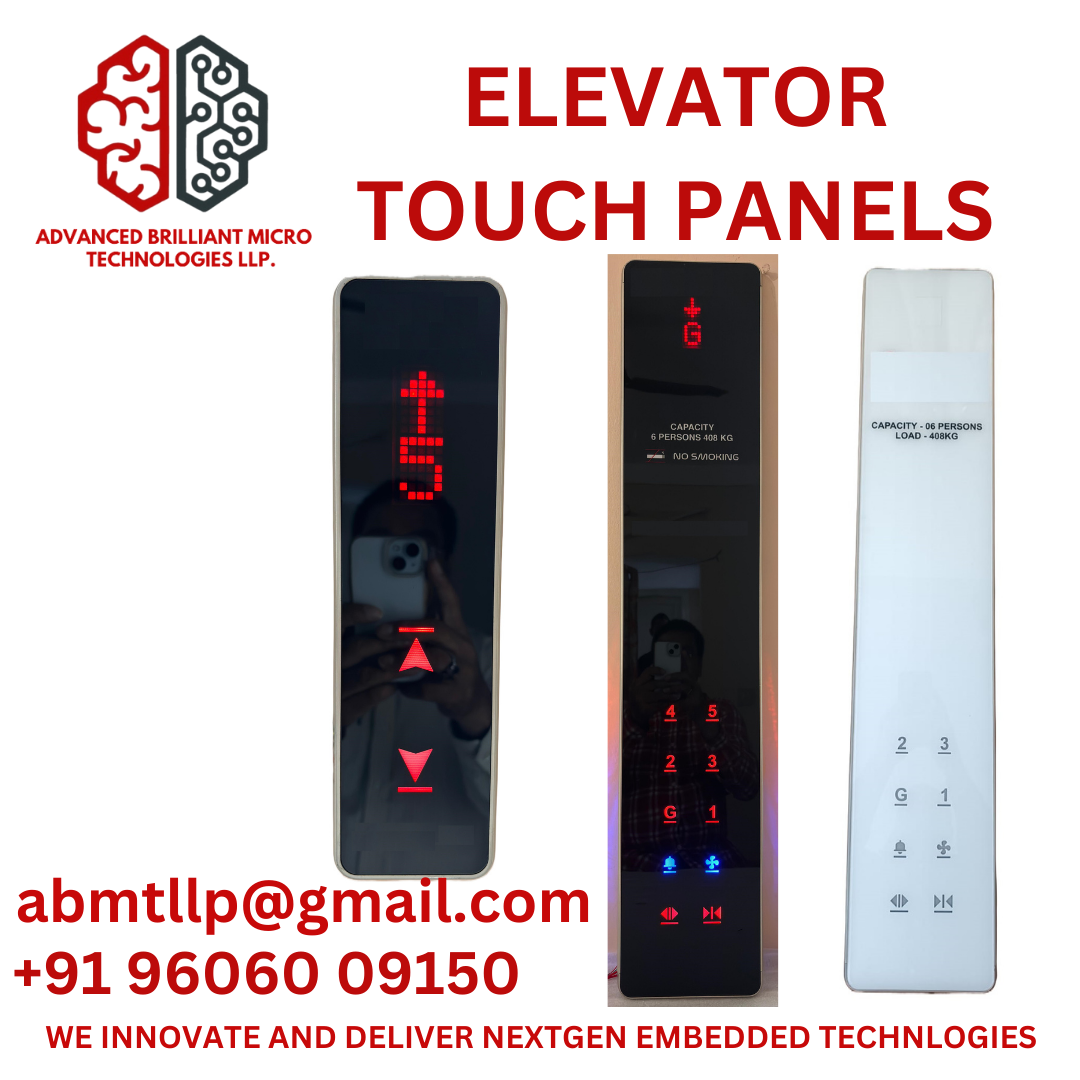 ADVANCED BRILLIANT MICRO
TECHNOLOGIES LLP.
ELEVATOR
TOUCH PANELS
5
G
CAPACITY
6 PERSONS 408 KG
NO SMOKING
4 5
2 3
G 1
CAPACITY - 06 PERSONS
LOAD - 408KG
2 3
G 1
abmtllp@gmail.com
+91 96060 09150
WE INNOVATE AND DELIVER NEXTGEN EMBEDDED TECHNLOGIES